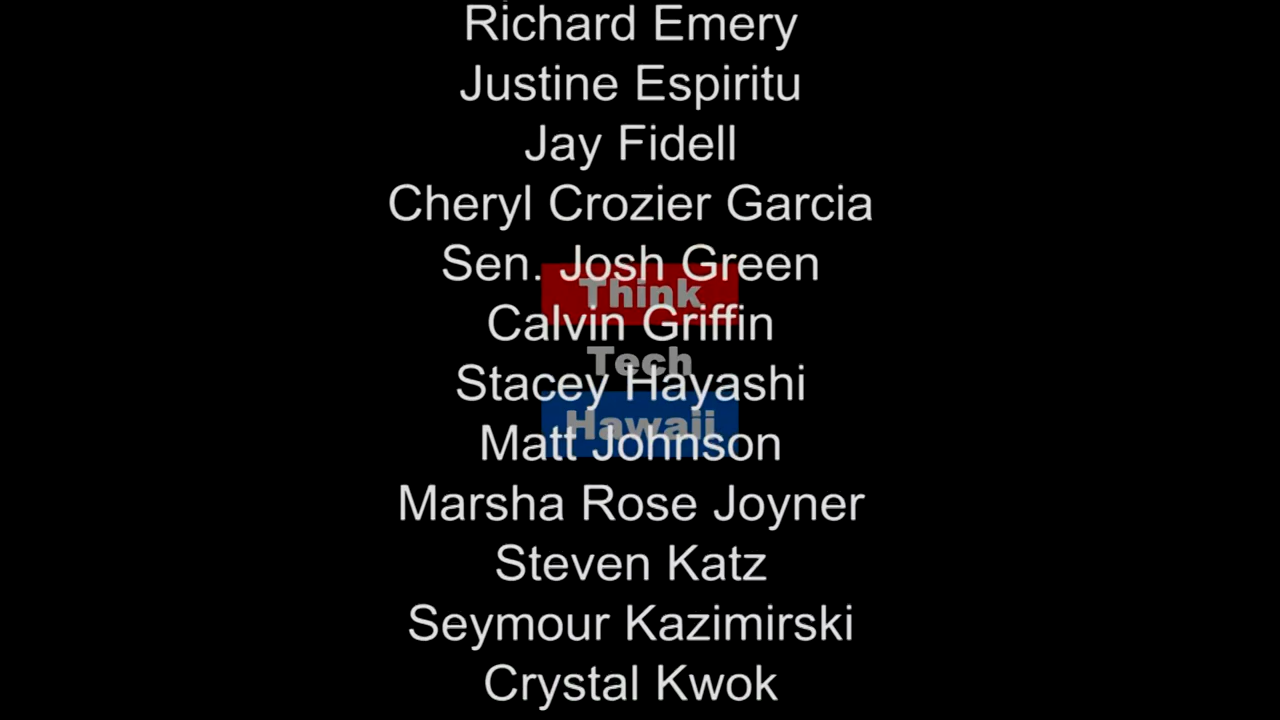 Richard Emery
Justine Espiritu
Jay Fidell
Cheryl Crozier Garcia
Sen. Josh Green
Think
Calvin Griffin
Tech
Stacey Hayashi
Hawaii
Matt Johnson
Marsha Rose Joyner
Steven Katz
Seymour Kazimirski
Crystal Kwok